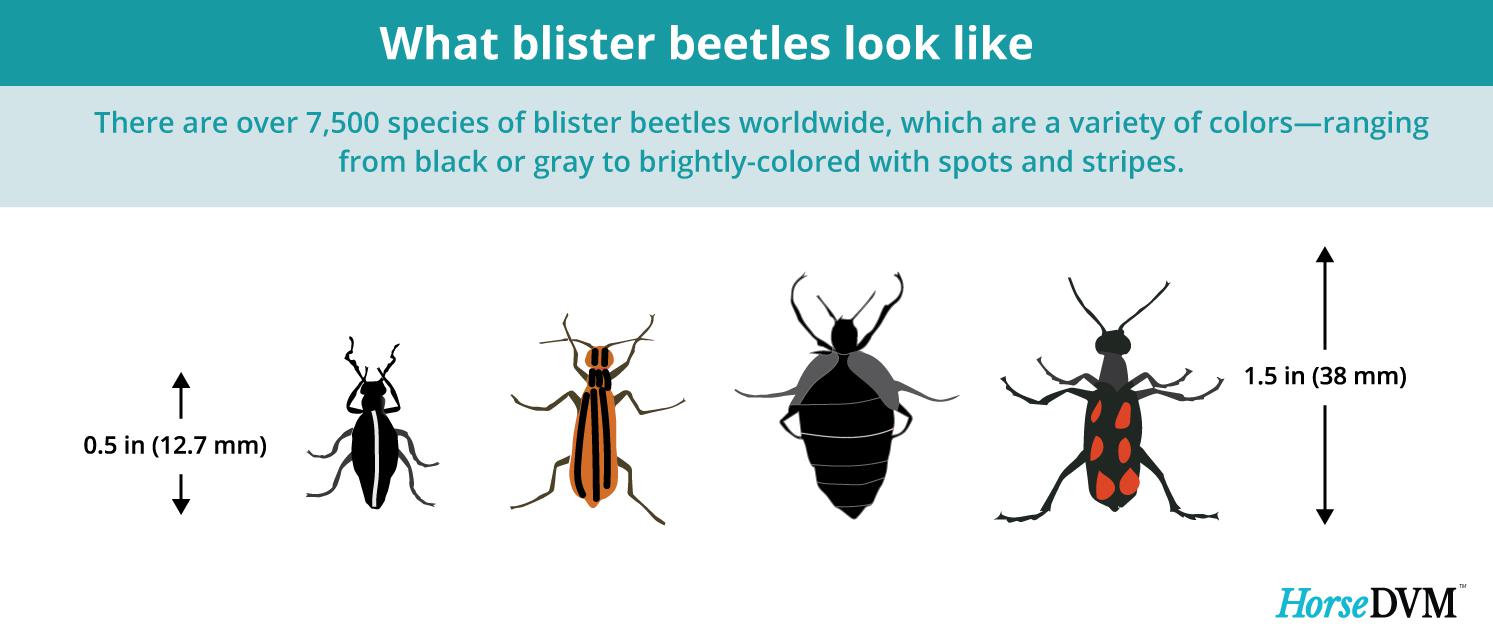 What blister beetles look like
There are over 7,500 species of blister beetles worldwide, which are a variety of colors—ranging
from black or gray to brightly-colored with spots and stripes.
0.5 in (12.7 mm)
1.5 in (38 mm)
HorseDVM™